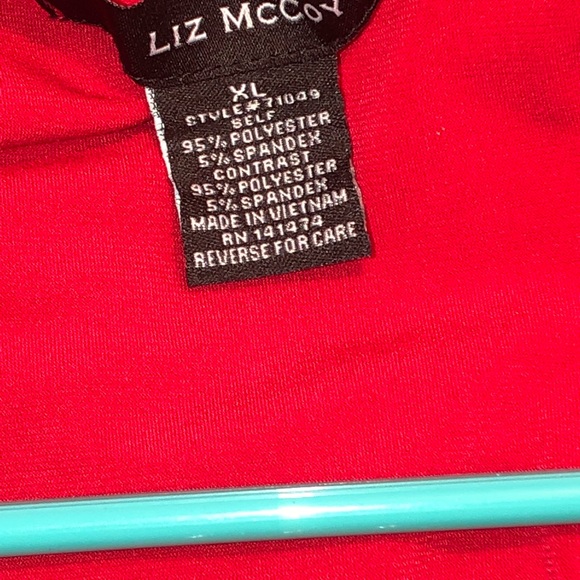 LIZ McCOY
XL
STYLE#71049
SELF
95% POLYESTER
5% SPANDEX
CONTRAST
95% POLYESTER
5% SPANDEX
MADE IN VIETNAM
RN 141474
REVERSE FOR CARE